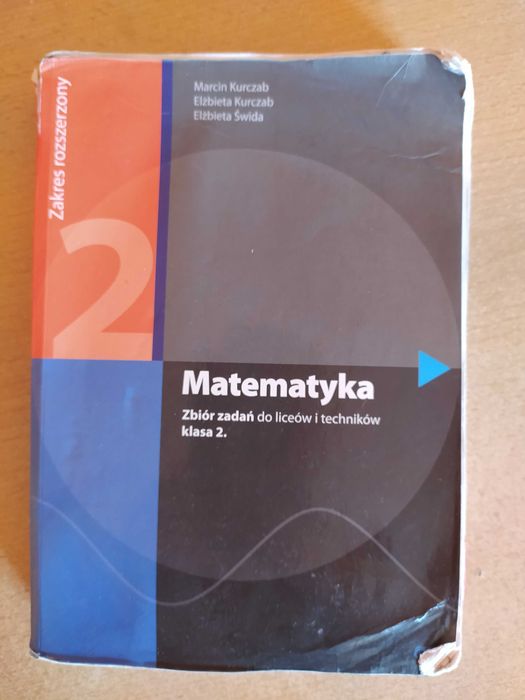 Marcin Kurczab
Elżbieta Kurczab
Elżbieta Świda
Zakres rozszerzony
2
Matematyka
Zbiór zadań do liceów i techników
klasa 2.